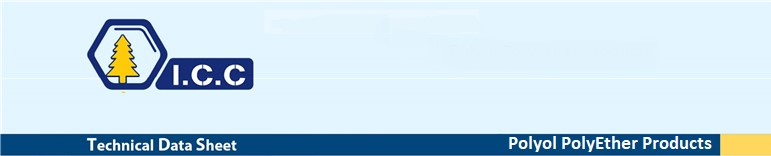 I.C.C
Technical Data Sheet
Polyol PolyEther Products